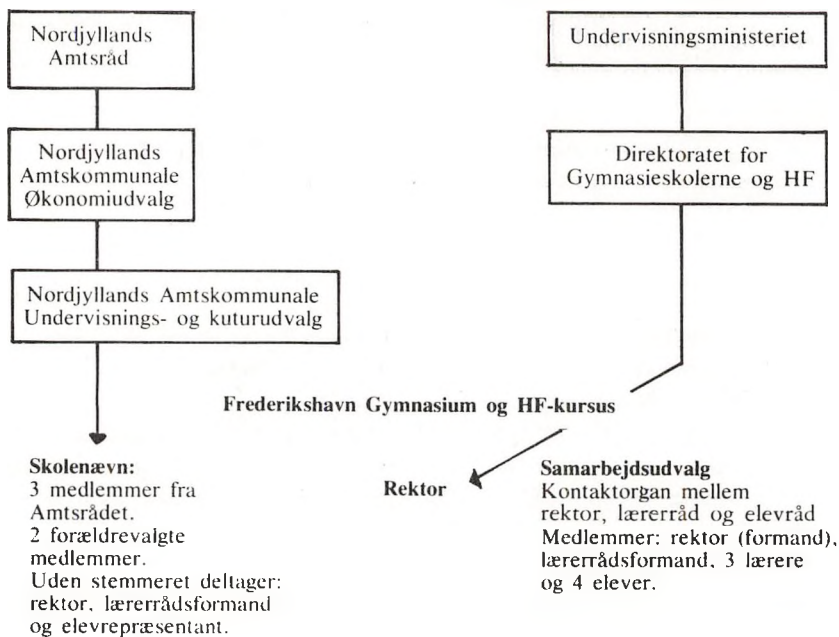 Nordjyllands
Amtsråd
Nordjyllands
Amtskommunale
Økonomiudvalg
Nordjyllands Amtskommunale
Undervisnings- og kuturudvalg
Undervisningsministeriet
Direktoratet for
Gymnasieskolerne og HF
Frederikshavn Gymnasium og HF-kursus
Skolenævn:
3 medlemmer fra
Amtsrådet.
2 forældrevalgte
medlemmer.
Uden stemmeret deltager:
rektor, lærerrådsformand
og elevrepræsentant.
Rektor
Samarbejdsudvalg
Kontaktorgan mellem
rektor, lærerråd og elevråd
Medlemmer: rektor (formand),
lærerrådsformand, 3 lærere
og 4 elever.